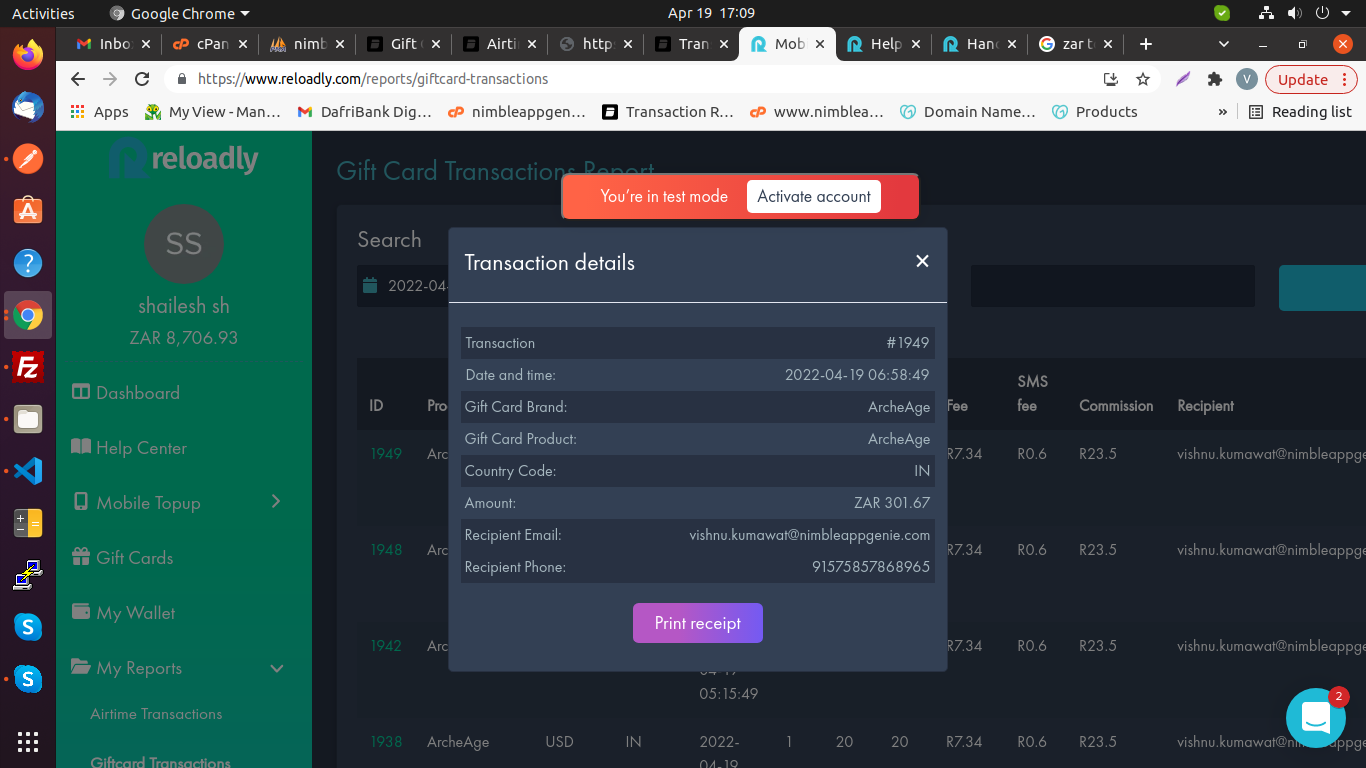 Activities
Google Chrome
Apr 19 17:09
Inbo
cPan
nimb
Gift
Airti
http
Tran
Mob
Help
Hand
zar t
https://www.reloadly.com/reports/giftcard-transactions
V
Update
Apps
My View - Man…
DafriBank Dig…
nimbleappgen…
Transaction R…
www.nimblea…
Domain Name…
Products
»
Reading list
reloadly
SS
shailesh sh
ZAR 8,706.93
Dashboard
Help Center
Mobile Topup
Gift Cards
My Wallet
My Reports
Airtime Transactions
Giftcard Transactions
Gift Card Transactions Report
You're in test mode
Activate account
Search
2022-04-
Transaction details
Transaction #1949
Date and time: 2022-04-19 06:58:49
Gift Card Brand: ArcheAge
Gift Card Product: ArcheAge
Country Code: IN
Amount: ZAR 301.67
Recipient Email: vishnu.kumawat@nimbleappgenie.com
Recipient Phone: 91575857868965
Print receipt
ID Pro Fee SMS fee Commission Recipient
1949 Arc R7.34 R0.6 R23.5 vishnu.kumawat@nimbleappge
1948 Arc R7.34 R0.6 R23.5 vishnu.kumawat@nimbleappge
1942 Arc 04-19 05:15:49 R7.34 R0.6 R23.5 vishnu.kumawat@nimbleappge
1938 ArcheAge USD IN 2022-04-19 1 20 20 R7.34 R0.6 R23.5 vishnu.kumawat@nimb
2